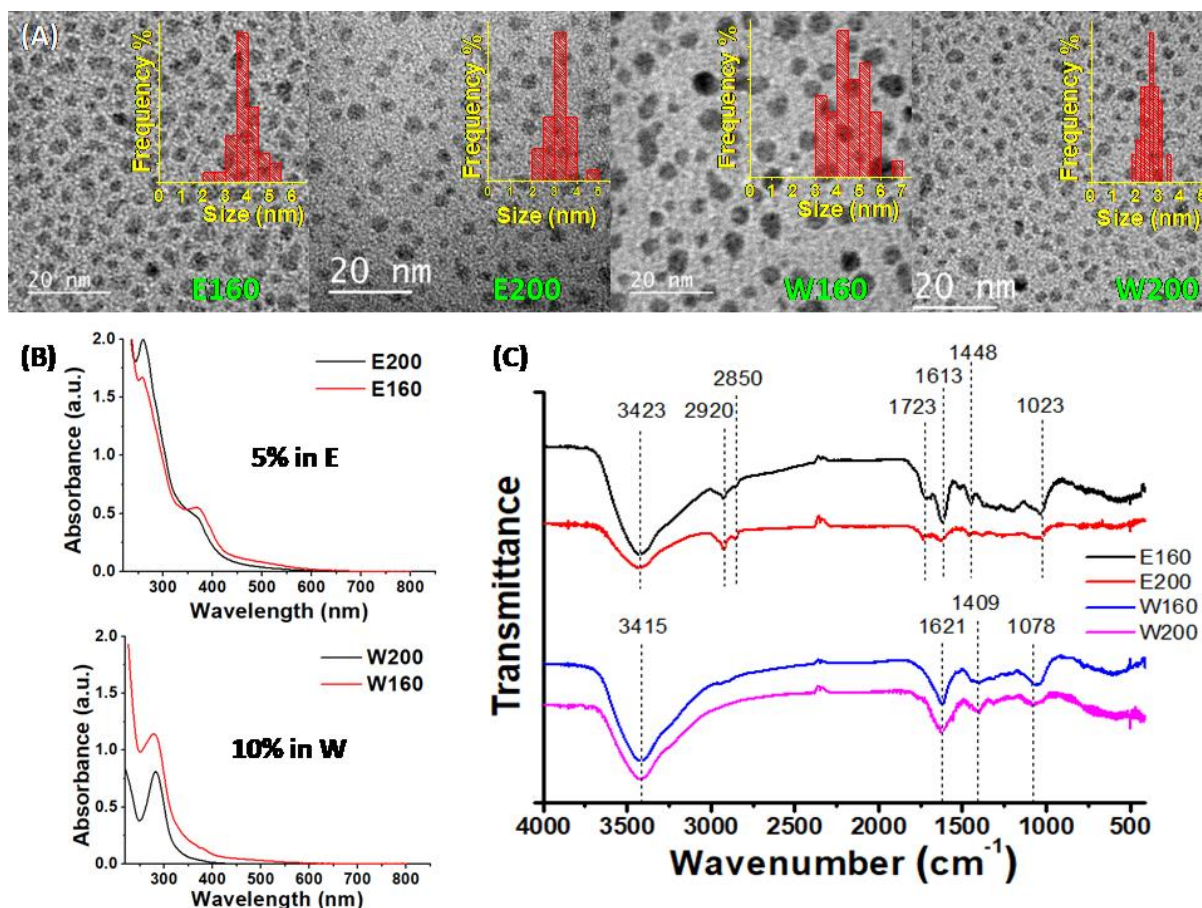 (A)
Frequency %
0 1 2 3 4 5 6
Size (nm)
20 nm
E160
Frequency %
0 1 2 3 4 5
Size (nm)
20 nm
E200
Frequency %
0 1 2 3 4 5 6 7
Size (nm)
20 nm
W160
Frequency %
0 1 2 3 4 5
Size (nm)
20 nm
W200
(B)
2.0
1.5
1.0
0.5
0.0
Absorbance (a.u.)
E200
E160
5% in E
300 400 500 600 700 800
Wavelength (nm)
2.0
1.5
1.0
0.5
0.0
Absorbance (a.u.)
W200
W160
10% in W
300 400 500 600 700 800
Wavelength (nm)
(C)
1448
2850 1613
3423 2920 1723 1023
Transmittance
E160
E200
W160
W200
1409
3415 1621 1078
4000 3500 3000 2500 2000 1500 1000 500
Wavenumber (cm⁻¹)